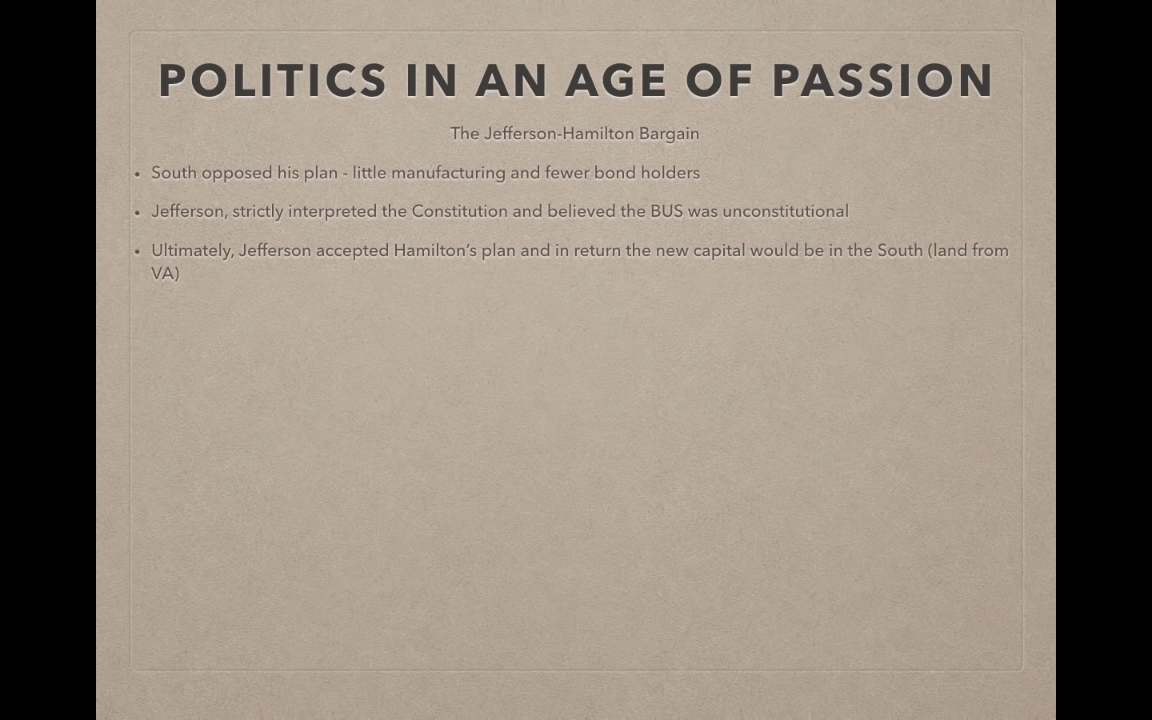 POLITICS IN AN AGE OF PASSION
The Jefferson-Hamilton Bargain
• South opposed his plan - little manufacturing and fewer bond holders
• Jefferson, strictly interpreted the Constitution and believed the BUS was unconstitutional
• Ultimately, Jefferson accepted Hamilton’s plan and in return the new capital would be in the South (land from
VA)